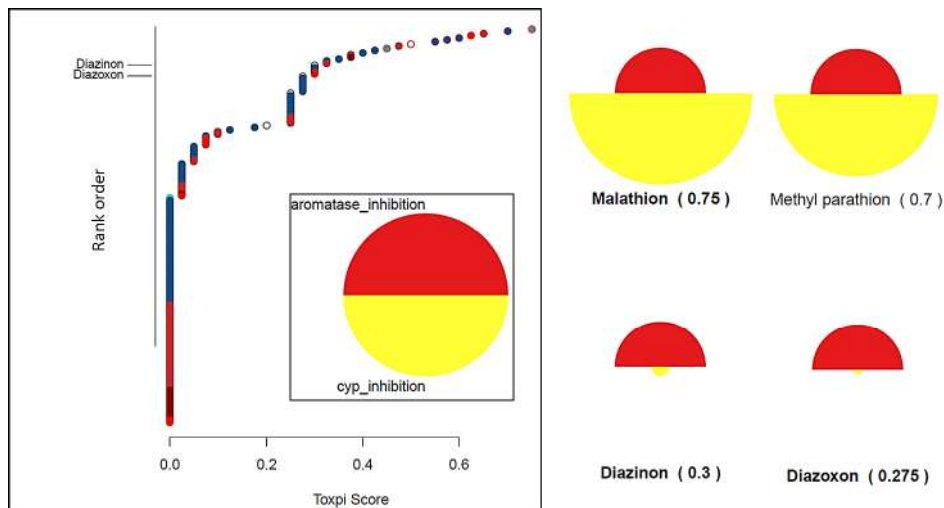 Diazinon
Diazoxon
Rank order
aromatase_inhibition
cyp_inhibition
0.0 0.2 0.4 0.6
Toxpi Score
Malathion ( 0.75 )
Methyl parathion ( 0.7 )
Diazinon ( 0.3 )
Diazoxon ( 0.275 )